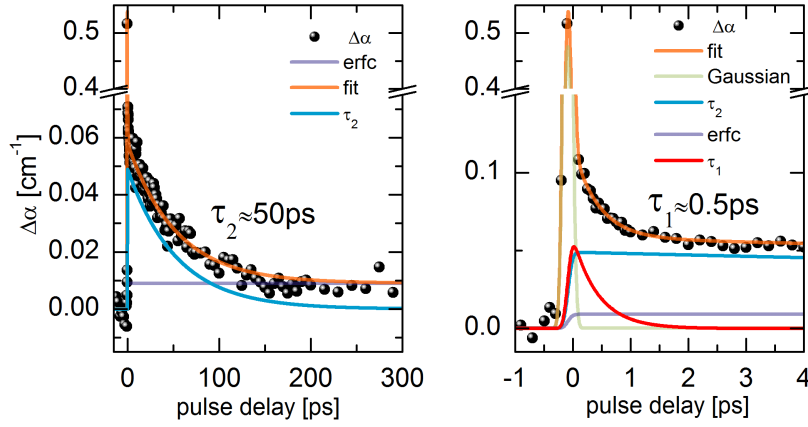 0.5
0.4
0.06
0.04
0.02
0.00
Δα [cm⁻¹]
Δα
erfc
fit
τ₂
τ₂≈50ps
0 100 200 300
pulse delay [ps]
0.5
0.4
0.1
0.0
Δα
fit
Gaussian
τ₂
erfc
τ₁
τ₁≈0.5ps
-1 0 1 2 3 4
pulse delay [ps]